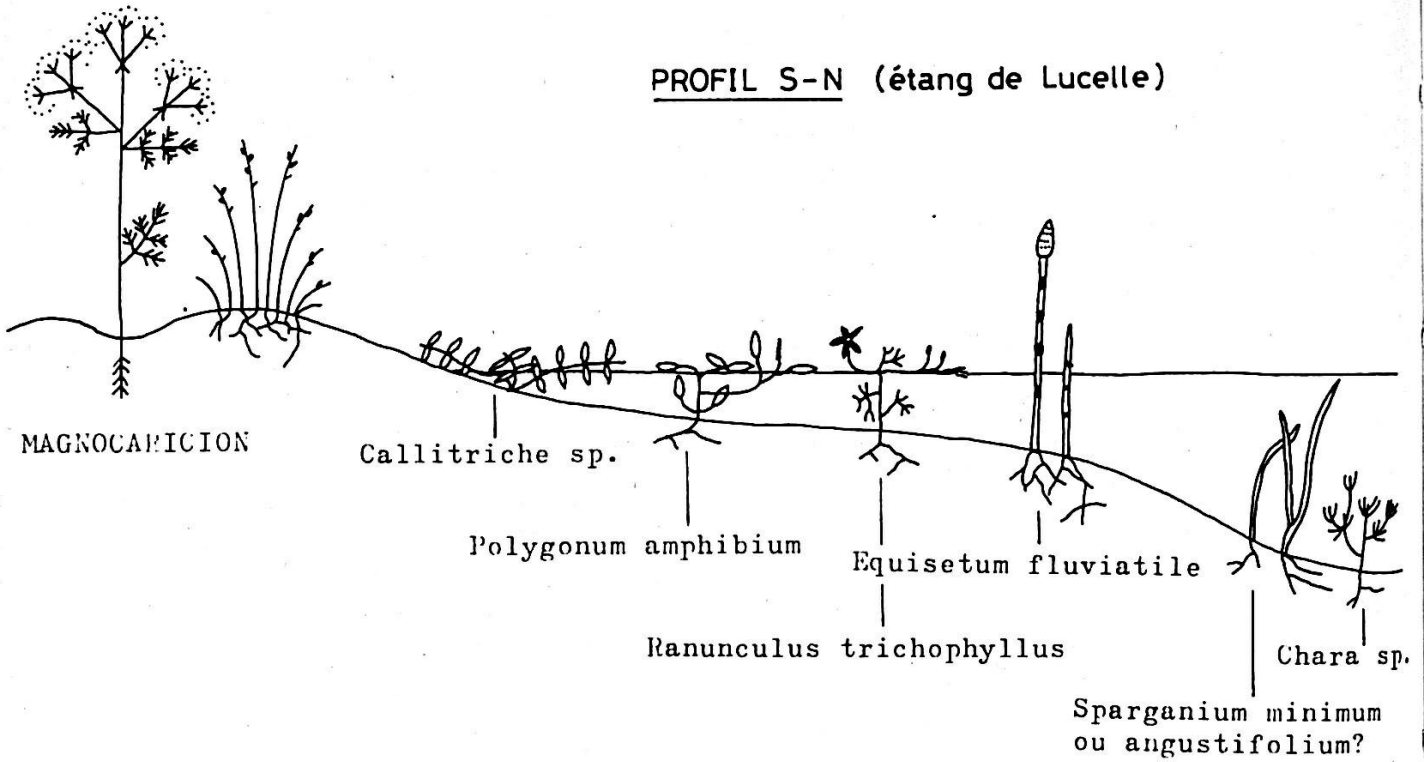 PROFIL S-N (étang de Lucelle)
MAGNOCARICION
Callitriche sp.
Polygonum amphibium
Equisetum fluviatile
Ranunculus trichophyllus
Chara sp.
Sparganium minimum
ou angustifolium?